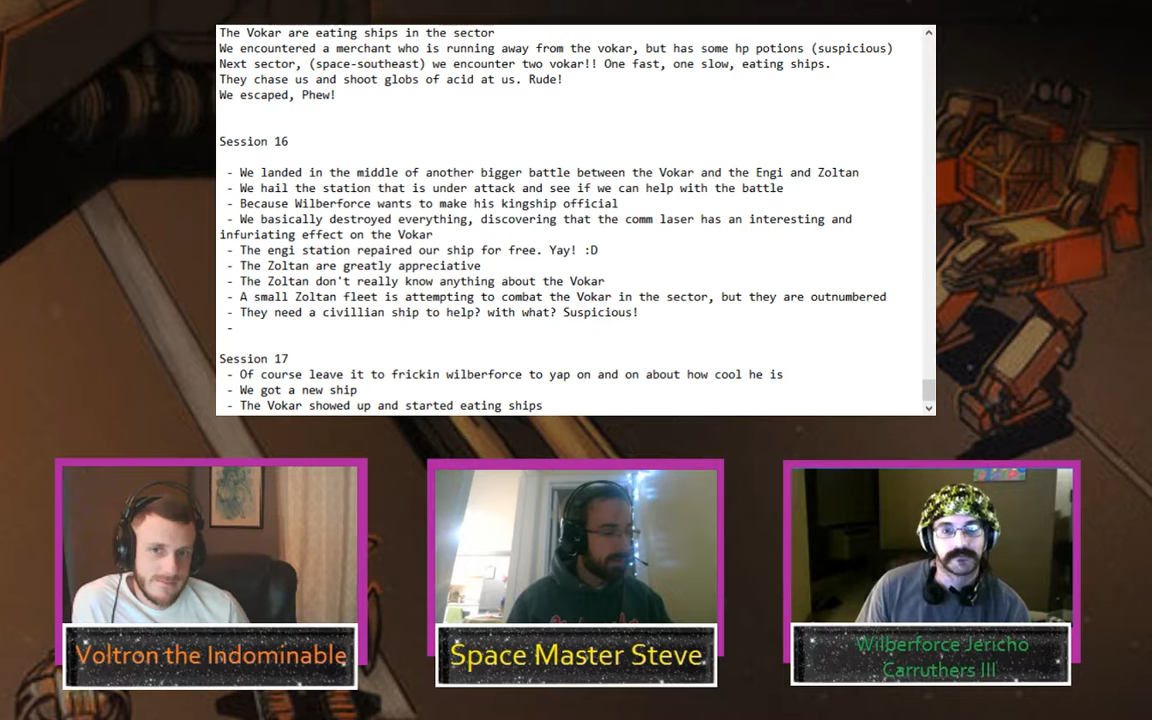 The Vokar are eating ships in the sector
We encountered a merchant who is running away from the vokar, but has some hp potions (suspicious)
Next sector, (space-southeast) we encounter two vokar!! One fast, one slow, eating ships.
They chase us and shoot globs of acid at us. Rude!
We escaped, Phew!
Session 16
- We landed in the middle of another bigger battle between the Vokar and the Engi and Zoltan
- We hail the station that is under attack and see if we can help with the battle
- Because Wilberforce wants to make his kingship official
- We basically destroyed everything, discovering that the comm laser has an interesting and
infuriating effect on the Vokar
- The engi station repaired our ship for free. Yay! :D
- The Zoltan are greatly appreciative
- The Zoltan don't really know anything about the Vokar
- A small Zoltan fleet is attempting to combat the Vokar in the sector, but they are outnumbered
- They need a civillian ship to help? with what? Suspicious!
-
Session 17
- Of course leave it to frickin wilberforce to yap on and on about how cool he is
- We got a new ship
- The Vokar showed up and started eating ships
Voltron the Indominable
Space Master Steve
Wilberforce Jericho
Carruthers III